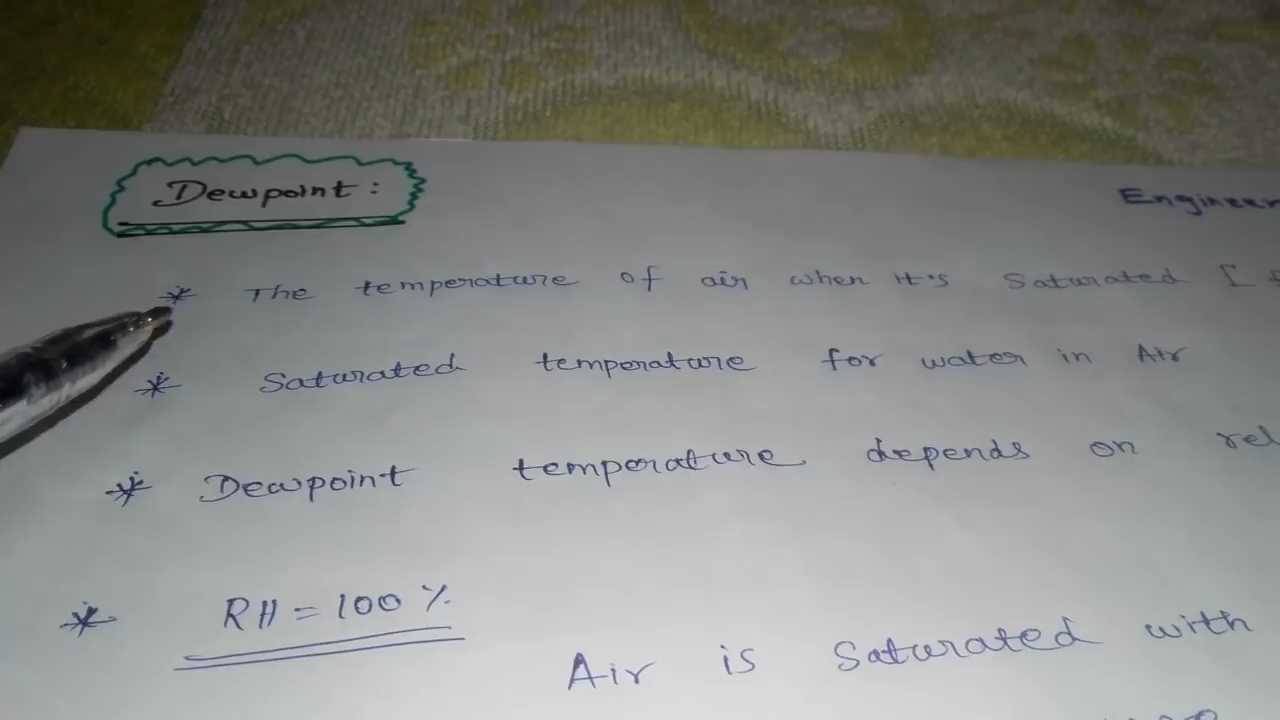 Dewpoint:
Engineer
* The temperature of air when it's Saturated [
* Saturated temperature for water in Air
* Dewpoint temperature depends on rel
* RH = 100 %
Air is Saturated with